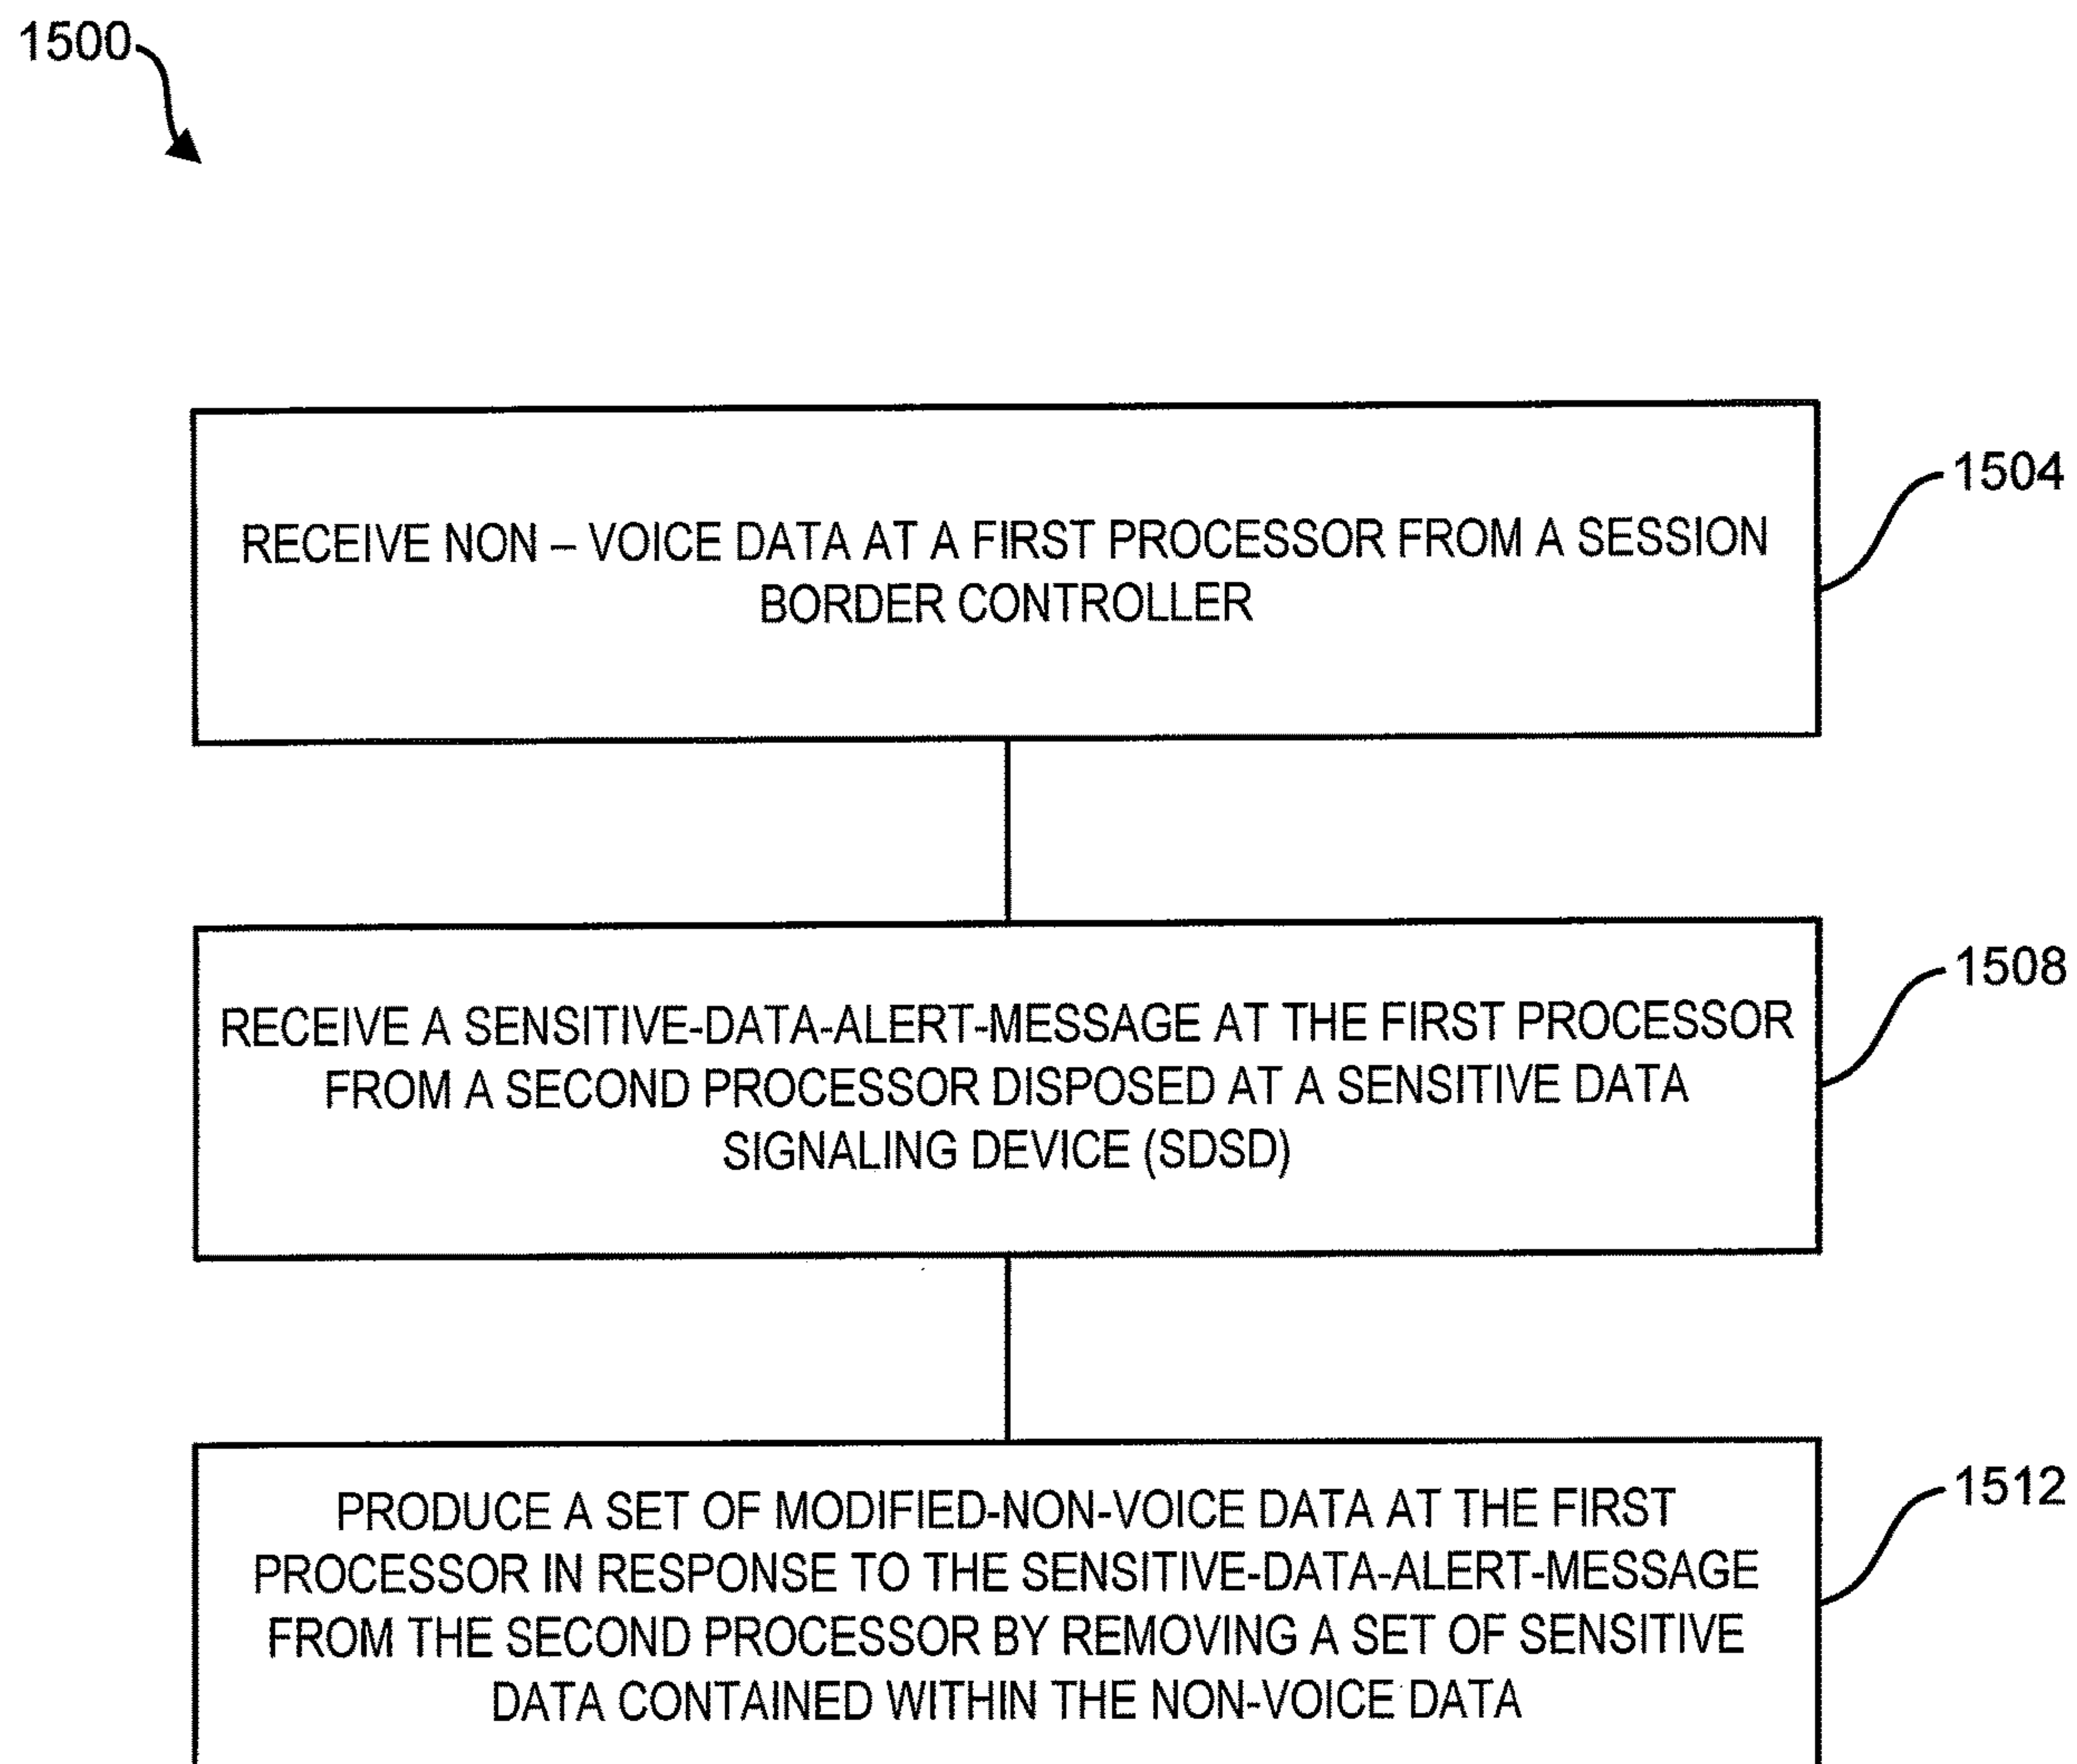 1500
RECEIVE NON – VOICE DATA AT A FIRST PROCESSOR FROM A SESSION
BORDER CONTROLLER
1504
RECEIVE A SENSITIVE-DATA-ALERT-MESSAGE AT THE FIRST PROCESSOR
FROM A SECOND PROCESSOR DISPOSED AT A SENSITIVE DATA
SIGNALING DEVICE (SDSD)
1508
PRODUCE A SET OF MODIFIED-NON-VOICE DATA AT THE FIRST
PROCESSOR IN RESPONSE TO THE SENSITIVE-DATA-ALERT-MESSAGE
FROM THE SECOND PROCESSOR BY REMOVING A SET OF SENSITIVE
DATA CONTAINED WITHIN THE NON-VOICE DATA
1512